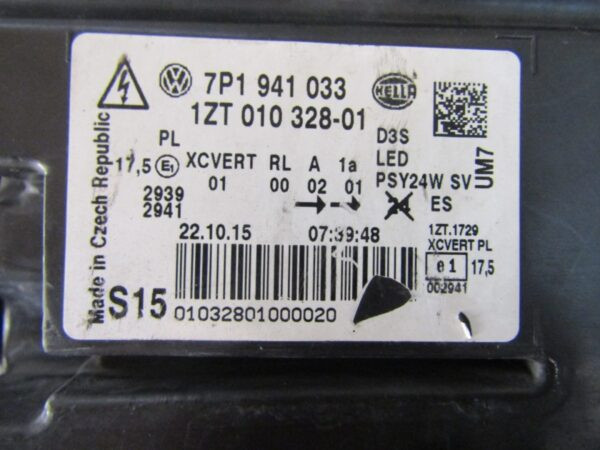 7P1 941 033 HELLA
1ZT 010 328-01
PL D3S
17,5 E1 XCVERT RL A 1a LED
01 00 02 01 PSY24W SV
2939
2941
ES
22.10.15 07:39:48
1ZT.1729
XCVERT PL
e1 17,5
002941
S15
01032801000020
Made in Czech Republic
UM7